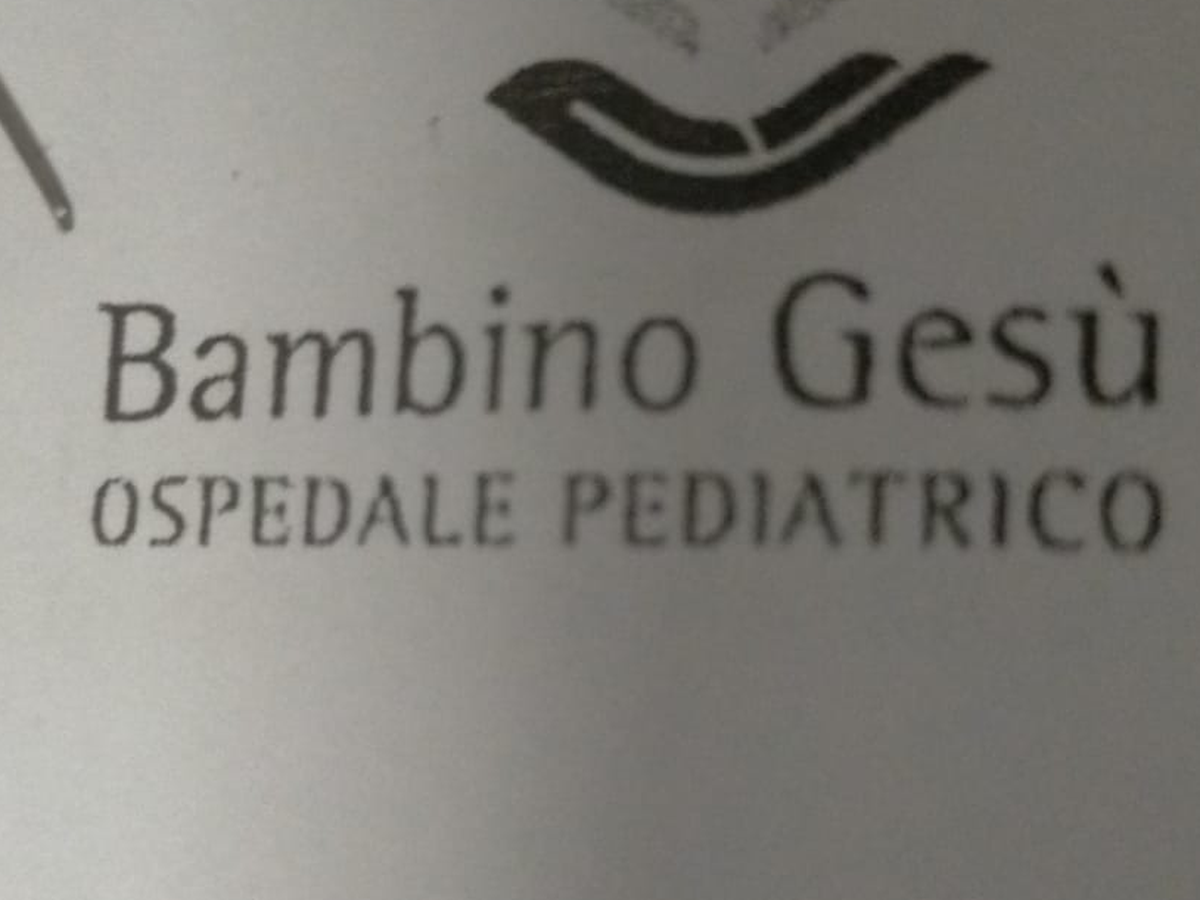 Bambino Gesù
OSPEDALE PEDIATRICO